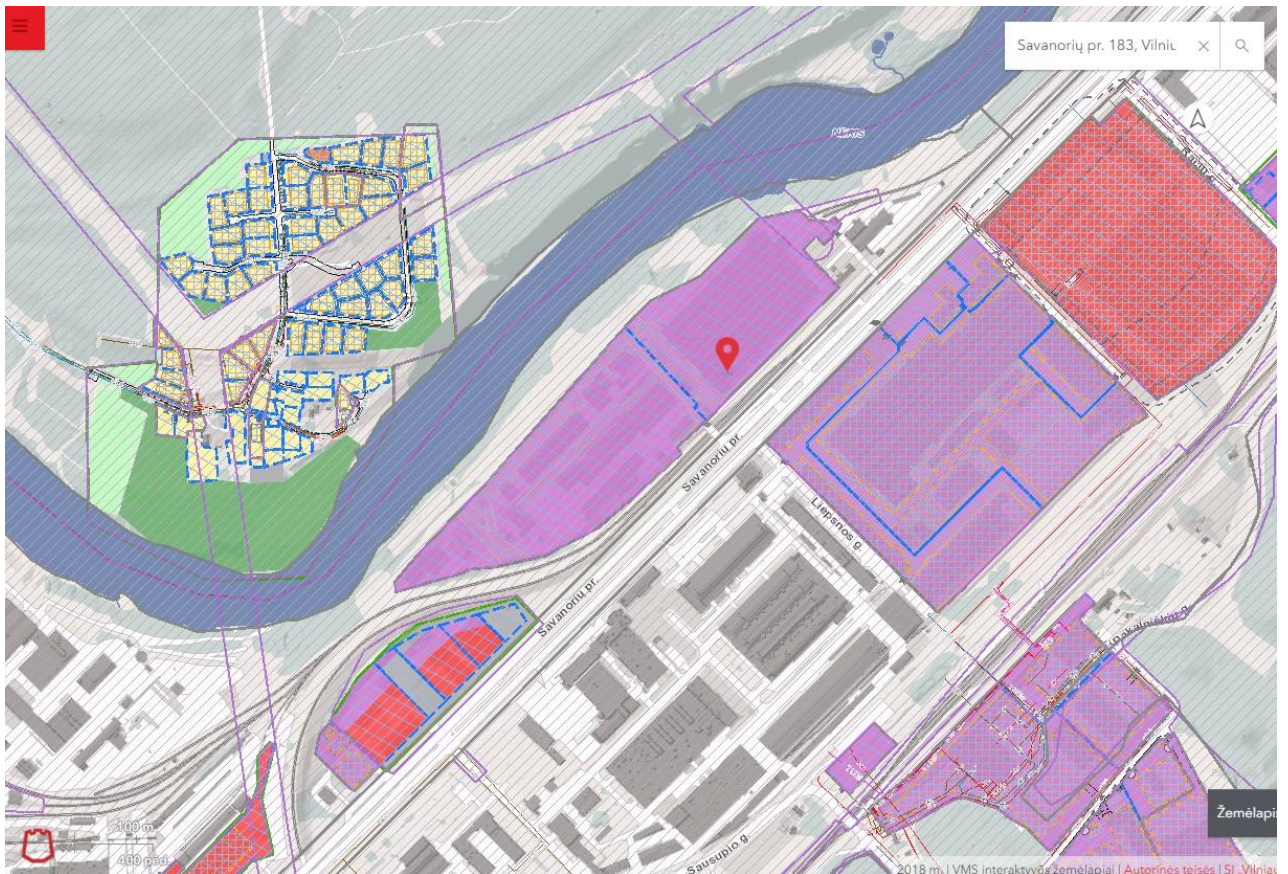 Savanorių pr. 183, Vilniu
NERIS
Savanorių pr.
Liepsnos g.
Savanorių pr.
Sausupio g.
100 m
400 pėd.
Žemėlapis
2018 m. | VMS interaktyvūs žemėlapiai | Autorinės teisės | SĮ „Vilniau